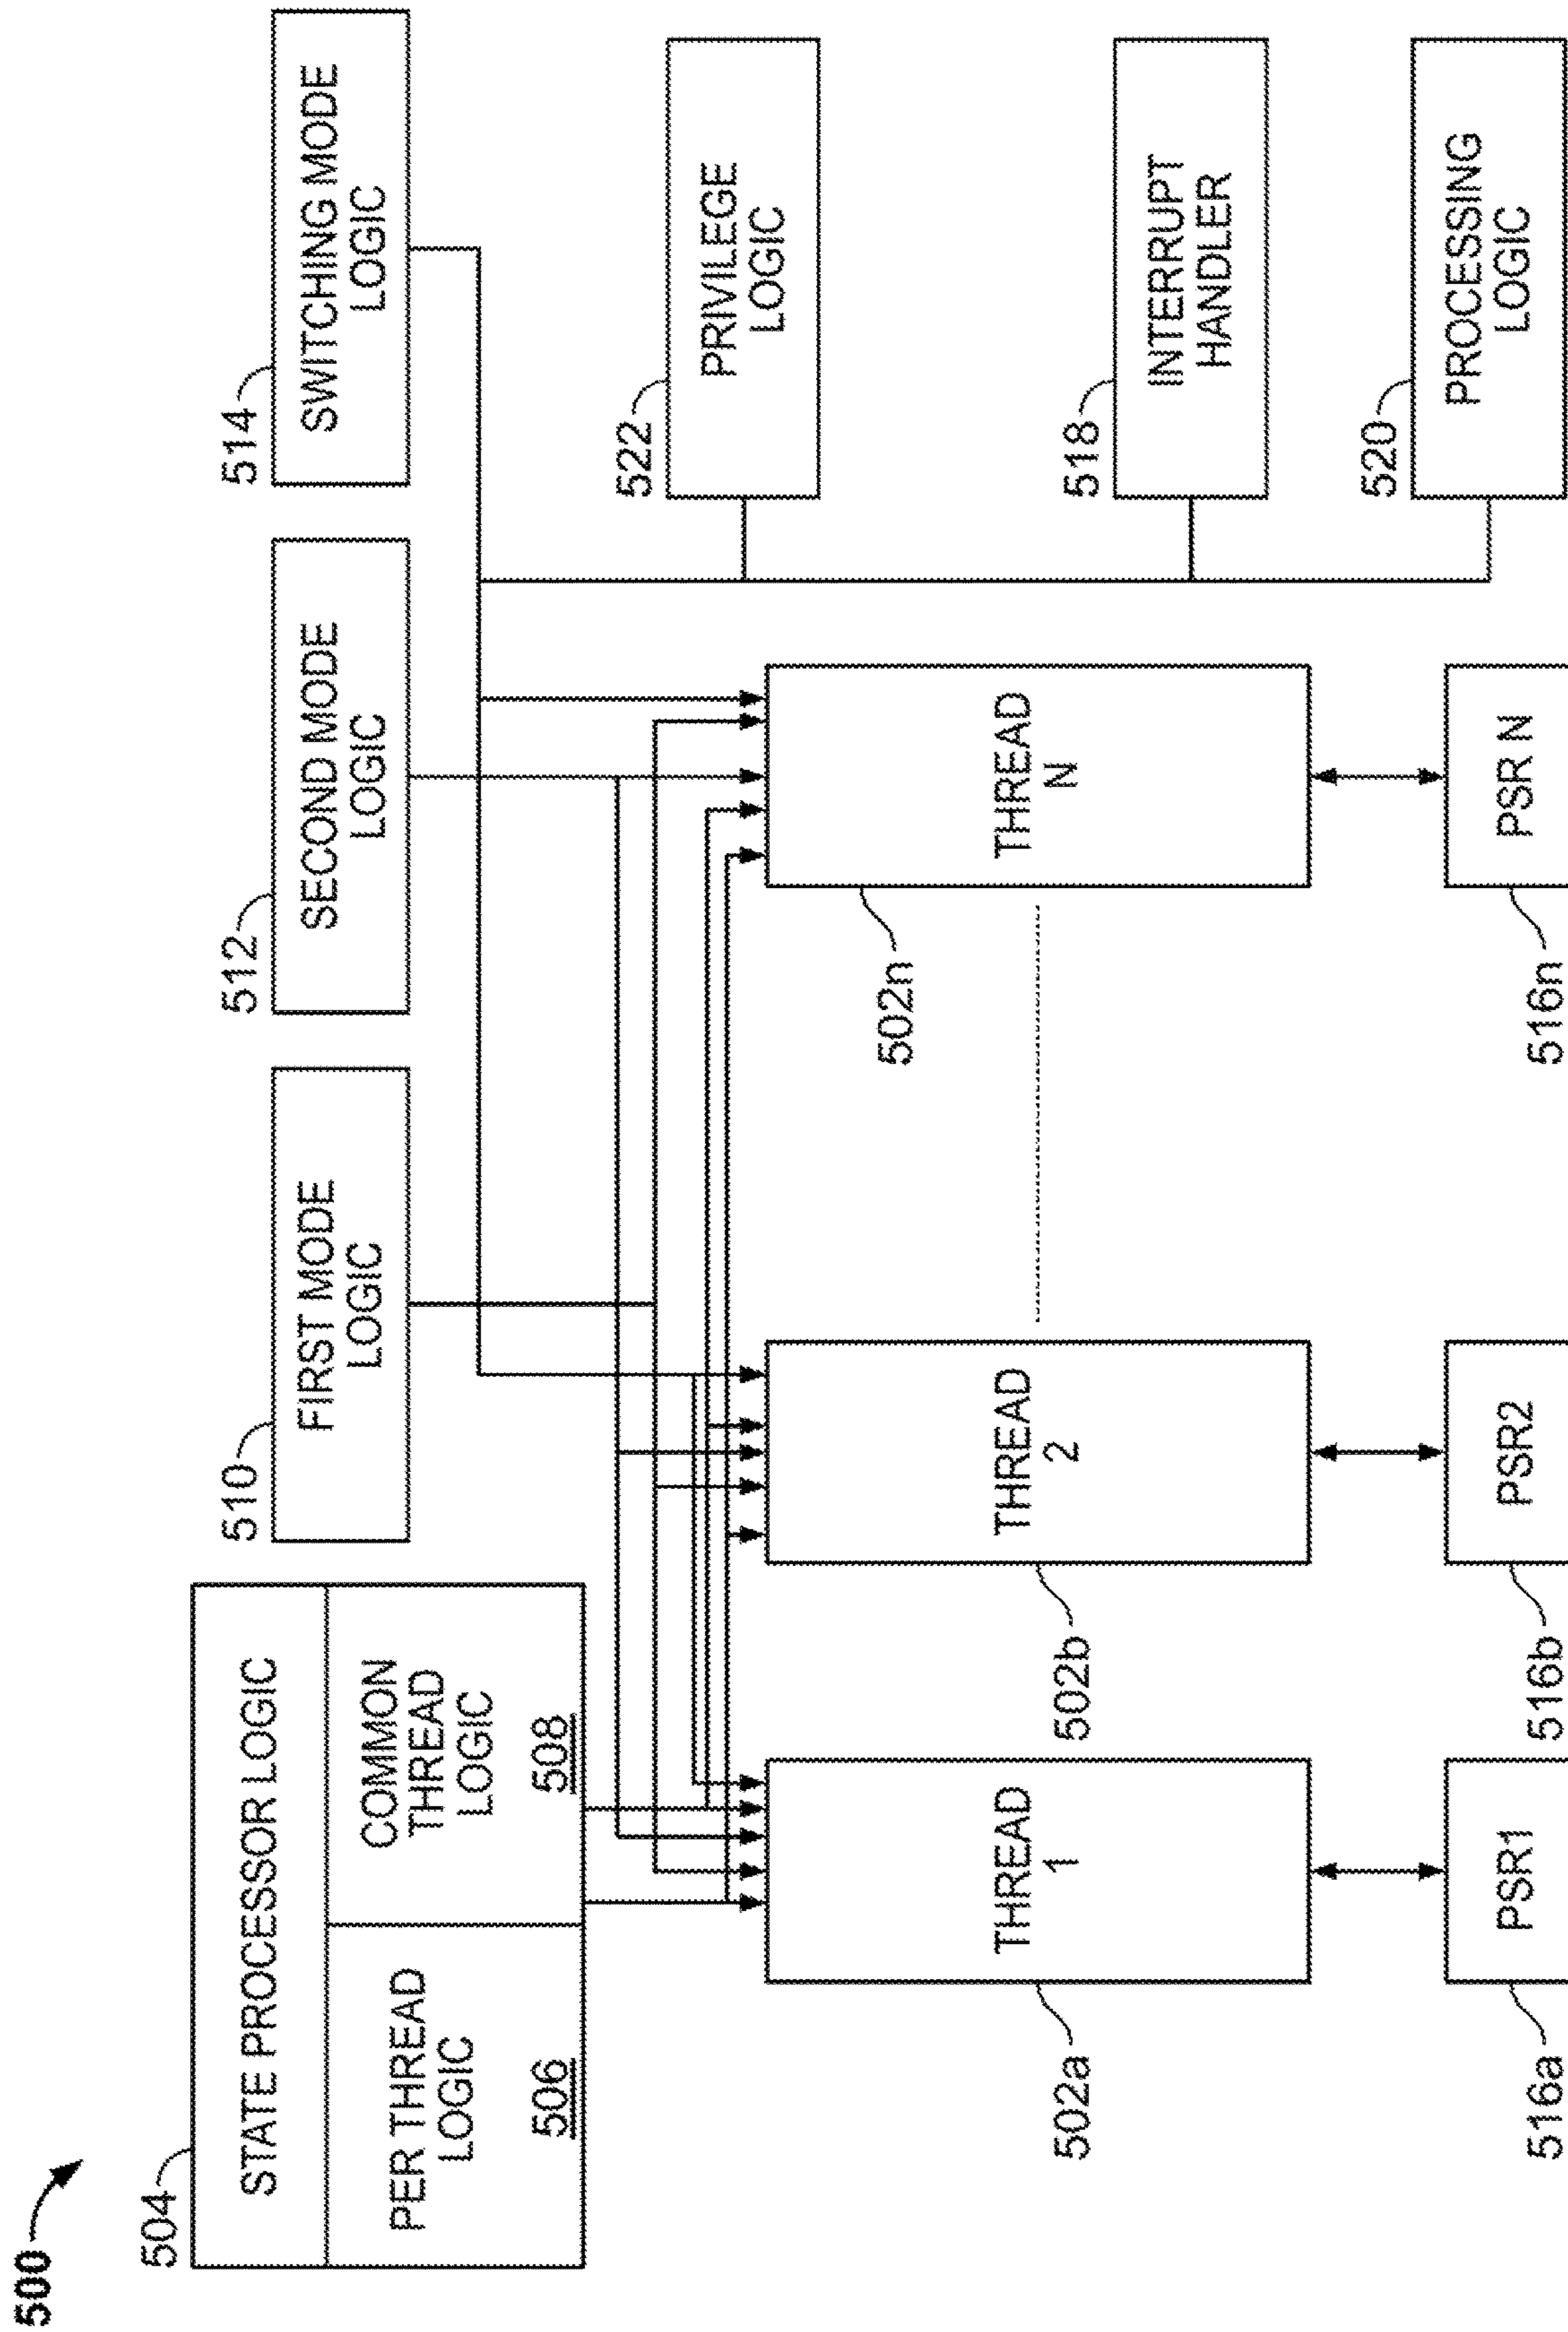 500
504
STATE PROCESSOR LOGIC
PER THREAD
LOGIC
506
COMMON
THREAD
LOGIC
508
510
FIRST MODE
LOGIC
512
SECOND MODE
LOGIC
514
SWITCHING MODE
LOGIC
522
PRIVILEGE
LOGIC
518
INTERRUPT
HANDLER
520
PROCESSING
LOGIC
THREAD
1
502a
THREAD
2
502b
THREAD
N
502n
PSR1
516a
PSR2
516b
PSR N
516n